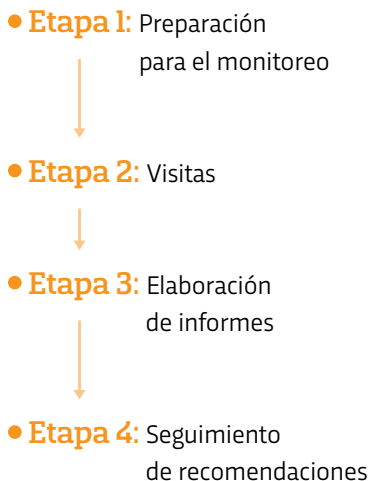 • Etapa 1: Preparación
para el monitoreo
• Etapa 2: Visitas
• Etapa 3: Elaboración
de informes
• Etapa 4: Seguimiento
de recomendaciones